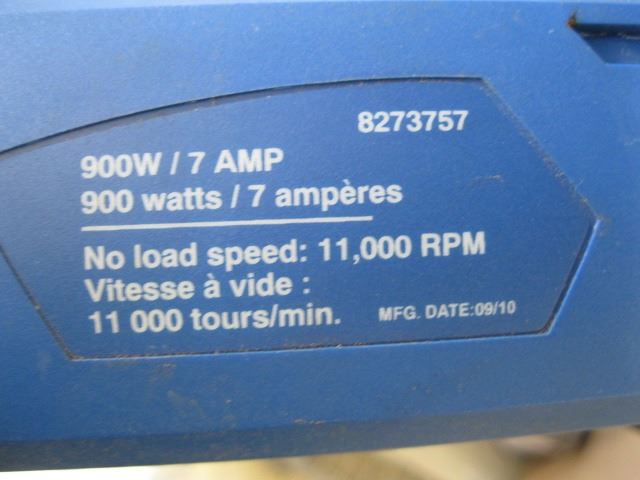 8273757
900W / 7 AMP
900 watts / 7 ampères
No load speed: 11,000 RPM
Vitesse à vide :
11 000 tours/min.
MFG. DATE:09/10